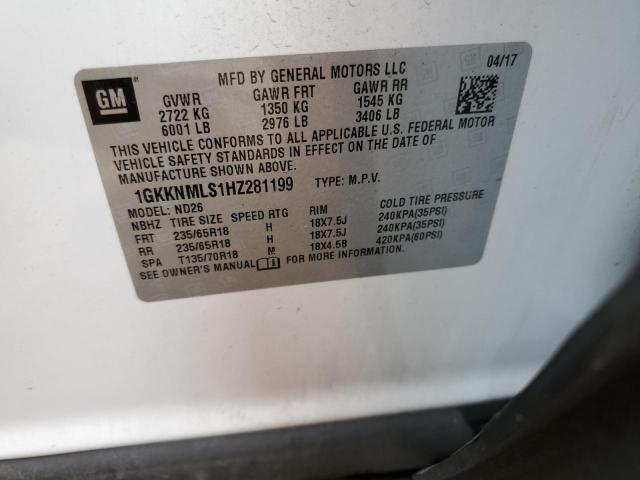 GM
MFD BY GENERAL MOTORS LLC 04/17
GVWR GAWR FRT GAWR RR
2722 KG 1350 KG 1545 KG
6001 LB 2976 LB 3406 LB
THIS VEHICLE CONFORMS TO ALL APPLICABLE U.S. FEDERAL MOTOR
VEHICLE SAFETY STANDARDS IN EFFECT ON THE DATE OF
MANUFACTURE SHOWN ABOVE.
1GKKNMLS1HZ281199 TYPE: M.P.V.
MODEL: ND26
NBHZ TIRE SIZE SPEED RTG RIM COLD TIRE PRESSURE
FRT 235/65R18 H 18X7.5J 240KPA(35PSI)
RR 235/65R18 H 18X7.5J 240KPA(35PSI)
SPA T135/70R18 M 18X4.5B 420KPA(60PSI)
SEE OWNER'S MANUAL FOR ADDITIONAL INFORMATION.